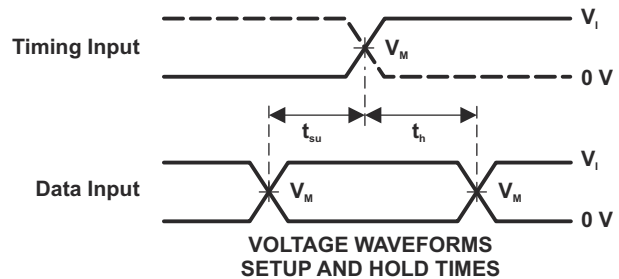 V_I
Timing Input
V_M
0 V
t_su
t_h
V_I
Data Input
V_M
V_M
0 V
VOLTAGE WAVEFORMS
SETUP AND HOLD TIMES